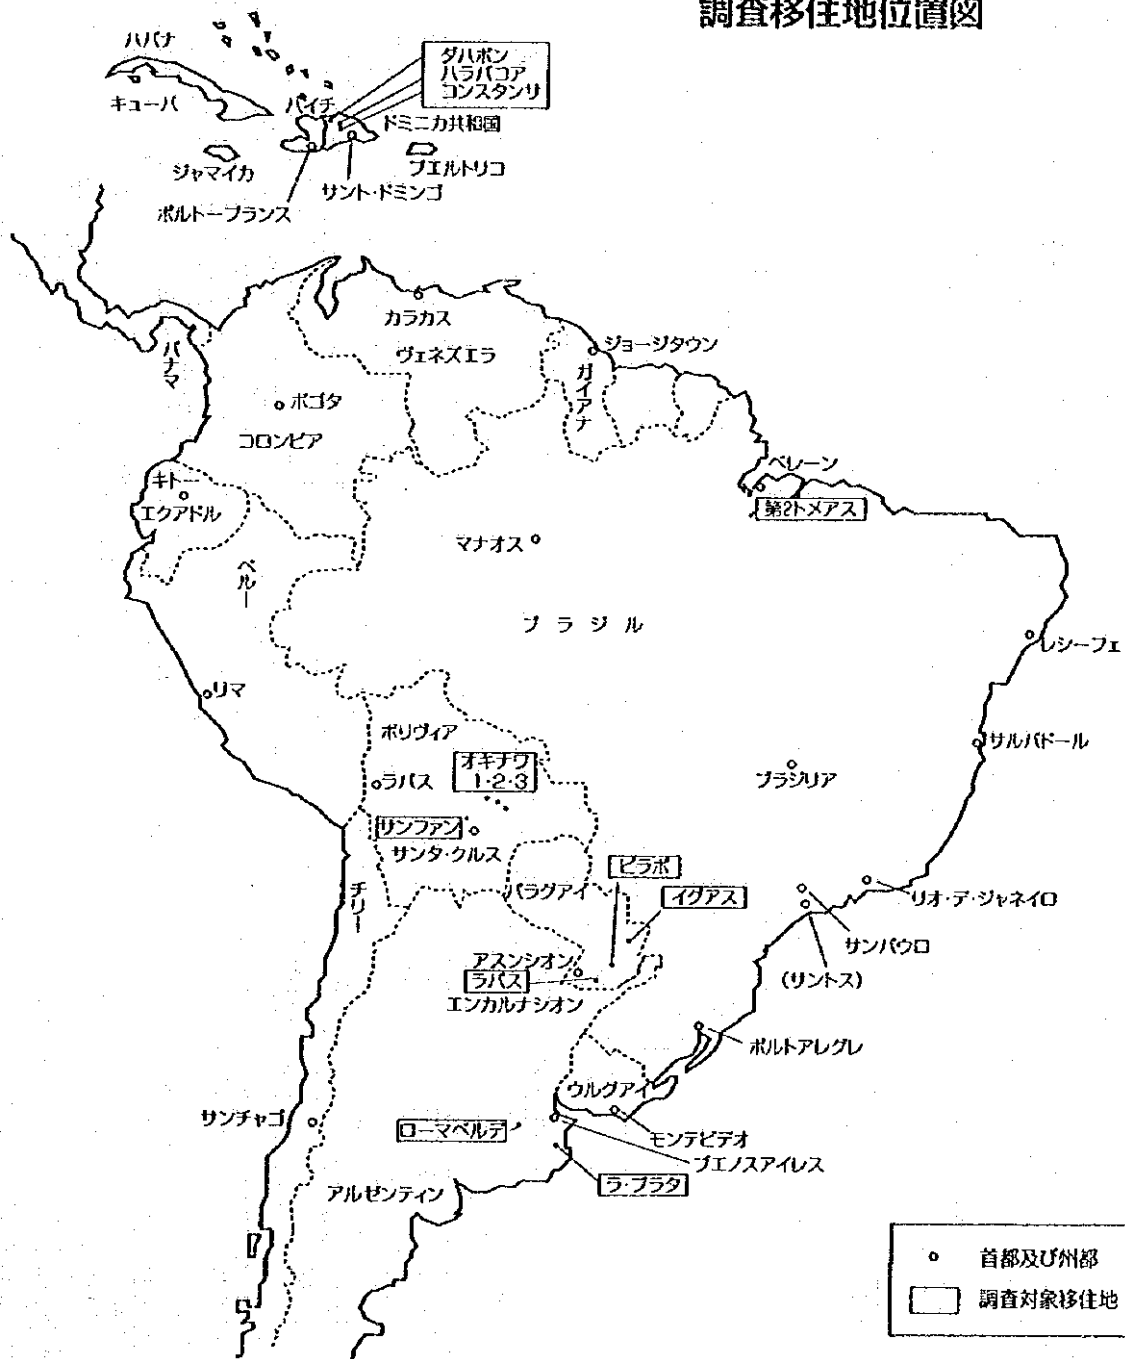 調査移住地位置図
ハバナ
キューバ
ダハボン
ハラバコア
コンスタンサ
ハイチ
ドミニカ共和国
ジャマイカ
プエルトリコ
サント・ドミンゴ
ポルトープランス
カラカス
ヴェネズエラ
ジョージタウン
ガイアナ
パナマ
ボゴタ
コロンビア
ベレーン
第2トメアス
キトー
エクアドル
マナオス
ペルー
ブラジル
レシーフェ
リマ
ボリヴィア
サルバドール
オキナワ
1・2・3
ラパス
ブラジリア
サンファン
サンタ・クルス
ピラポ
パラグアイ
イグアス
チリー
リオ・デ・ジャネイロ
サンパウロ
アスンシオン
ラパス
(サントス)
エンカルナシオン
ポルトアレグレ
ウルグアイ
サンチャゴ
ローマベルデ
モンテビデオ
ブエノスアイレス
ラ・プラタ
アルゼンティン
首都及び州都
調査対象移住地